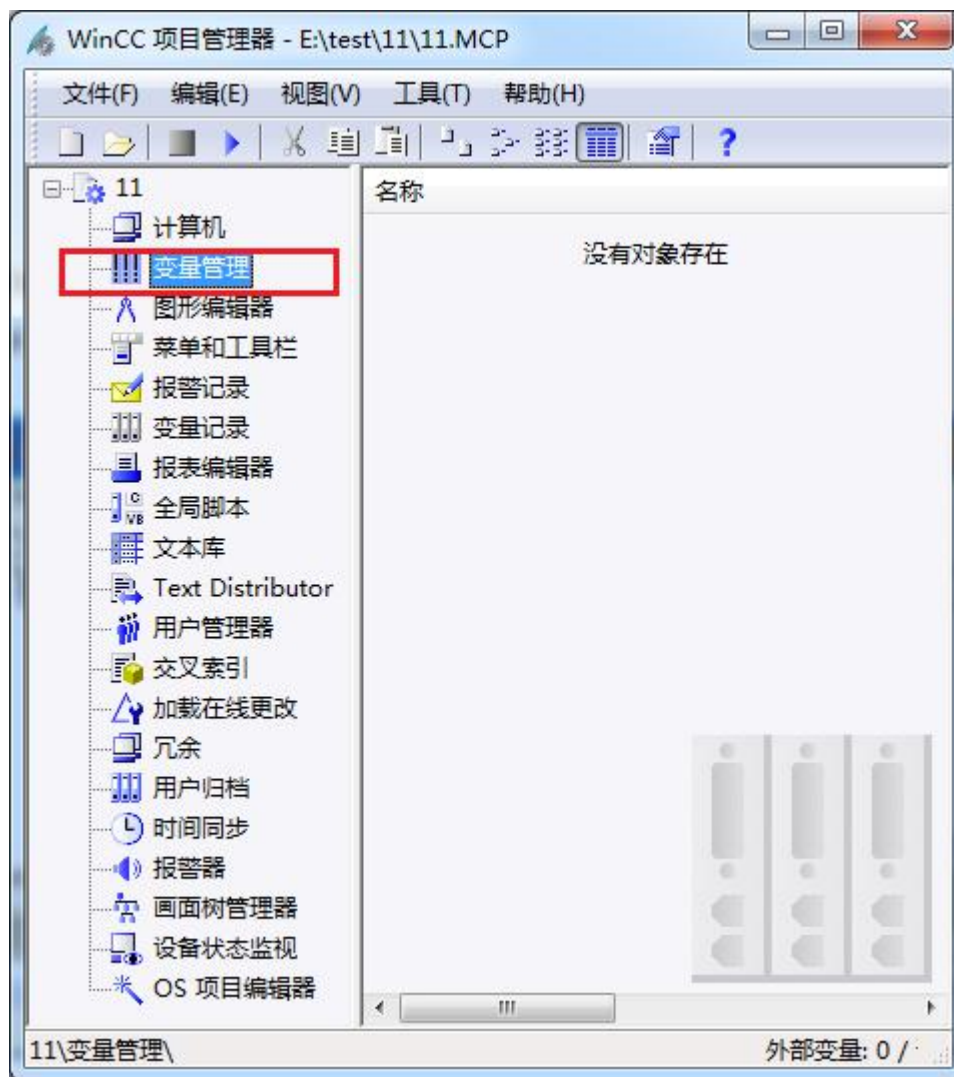 WinCC 项目管理器 - E:\test\11\11.MCP
文件(F) 编辑(E) 视图(V) 工具(T) 帮助(H)
11
名称
计算机
没有对象存在
变量管理
图形编辑器
菜单和工具栏
报警记录
变量记录
报表编辑器
全局脚本
文本库
Text Distributor
用户管理器
交叉索引
加载在线更改
冗余
用户归档
时间同步
报警器
画面树管理器
设备状态监视
OS 项目编辑器
11\变量管理\
外部变量: 0 /